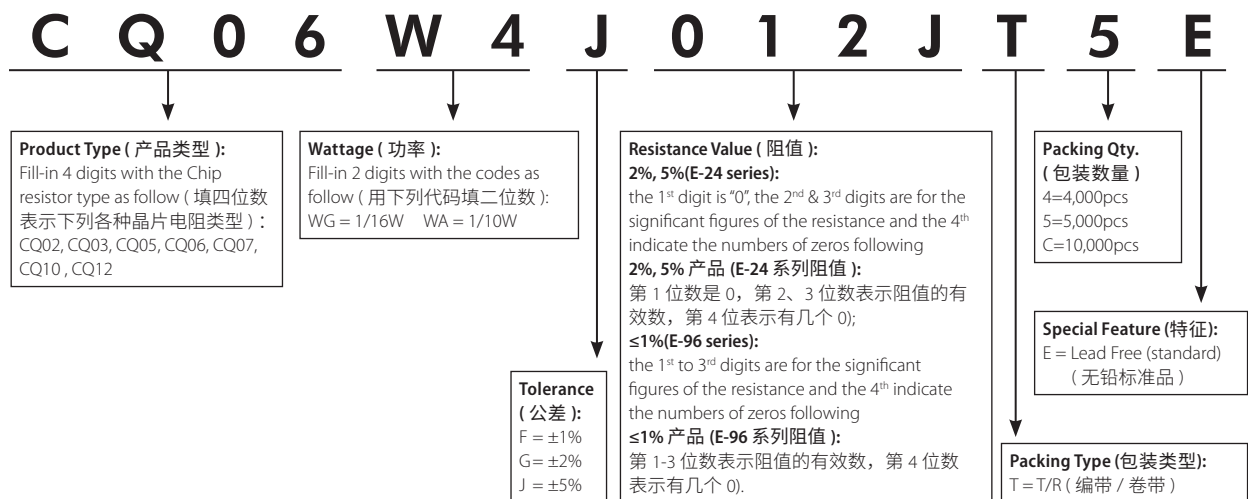 C Q 0 6 W 4 J 0 1 2 J T 5 E
Product Type ( 产品类型 ):
Fill-in 4 digits with the Chip
resistor type as follow ( 填四位数
表示下列各种晶片电阻类型 ) :
CQ02, CQ03, CQ05, CQ06, CQ07,
CQ10 , CQ12
Wattage ( 功率 ):
Fill-in 2 digits with the codes as
follow ( 用下列代码填二位数 ):
WG = 1/16W WA = 1/10W
Tolerance
( 公差 ):
F = ±1%
G= ±2%
J = ±5%
Resistance Value ( 阻值 ):
2%, 5%(E-24 series):
the 1st digit is "0", the 2nd & 3rd digits are for the
significant figures of the resistance and the 4th
indicate the numbers of zeros following
2%, 5% 产品 (E-24 系列阻值 ):
第 1 位数是 0，第 2、3 位数表示阻值的有
效数，第 4 位表示有几个 0);
≤1%(E-96 series):
the 1st to 3rd digits are for the significant
figures of the resistance and the 4th indicate
the numbers of zeros following
≤1% 产品 (E-96 系列阻值 ):
第 1-3 位数表示阻值的有效数，第 4 位数
表示有几个 0).
Packing Qty.
( 包装数量 )
4=4,000pcs
5=5,000pcs
C=10,000pcs
Special Feature (特征):
E = Lead Free (standard)
( 无铅标准品 )
Packing Type (包装类型):
T = T/R ( 编带 / 卷带 )